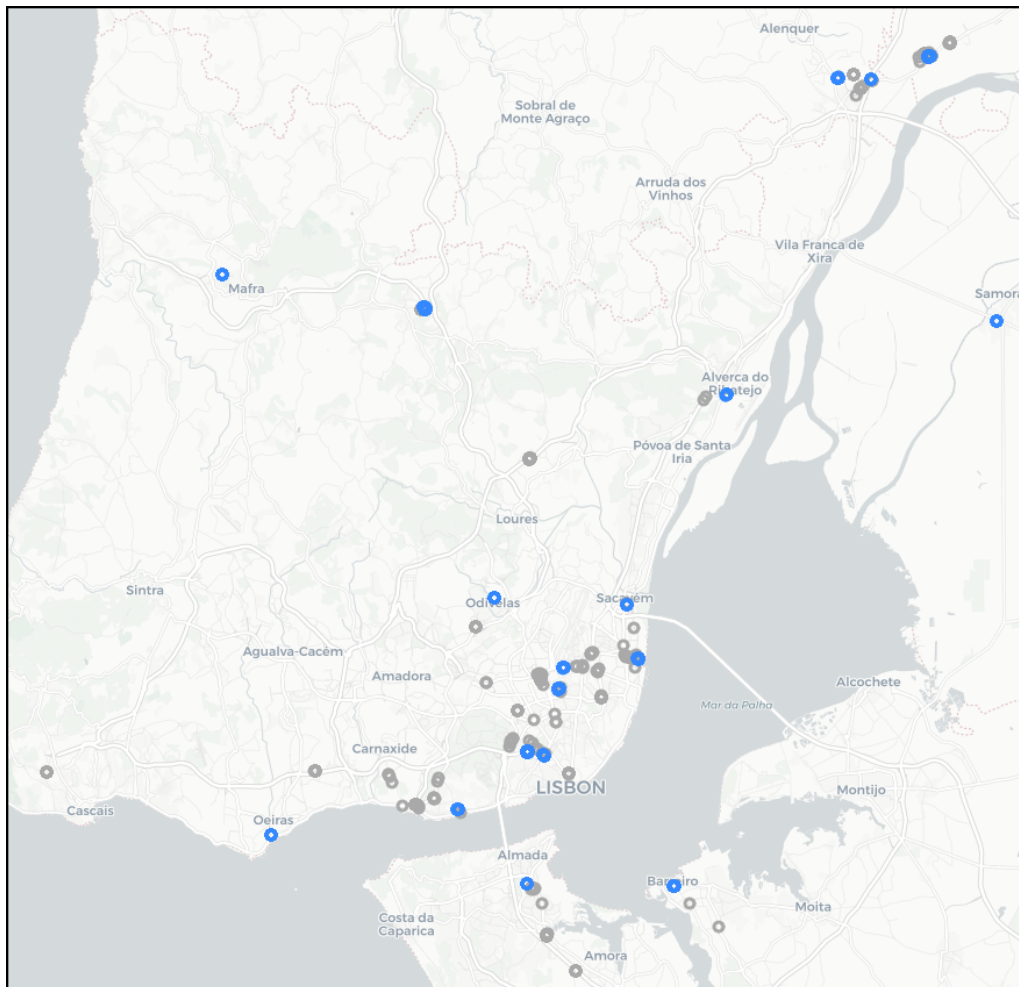 Alenquer
Sobral de
Monte Agraço
Arruda dos
Vinhos
Vila Franca de
Xira
Mafra
Samora
Alverca do
Ribatejo
Póvoa de Santa
Iria
Loures
Sintra
Odivelas
Sacavém
Agualva-Cacém
Amadora
Alcochete
Mar da Palha
Carnaxide
LISBON
Montijo
Cascais
Oeiras
Almada
Barreiro
Moita
Costa da
Caparica
Amora